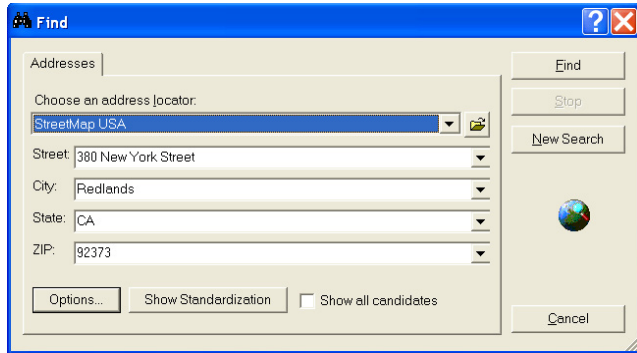 Find
Addresses
Find
Choose an address locator:
Stop
StreetMap USA
New Search
Street: 380 New York Street
City: Redlands
State: CA
ZIP: 92373
Options... Show Standardization Show all candidates
Cancel